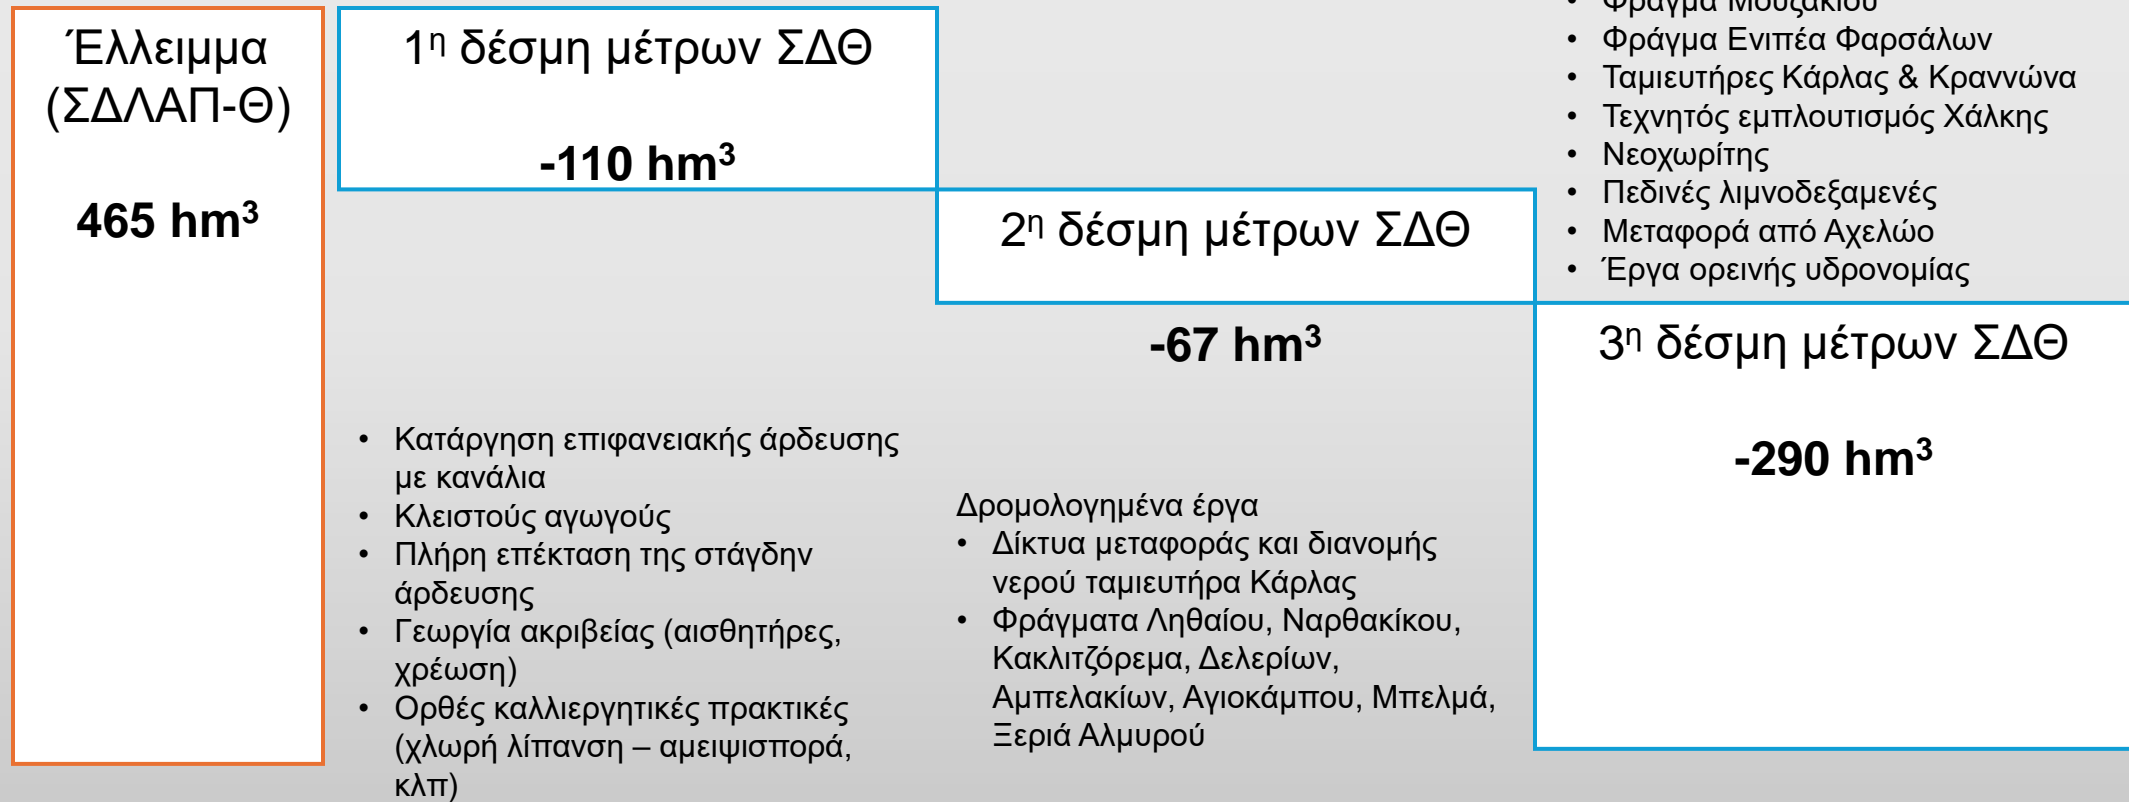 Έλλειμμα
(ΣΔΛΑΠ-Θ)
465 hm³
1η δέσμη μέτρων ΣΔΘ
-110 hm³
• Κατάργηση επιφανειακής άρδευσης
με κανάλια
• Κλειστούς αγωγούς
• Πλήρη επέκταση της στάγδην
άρδευσης
• Γεωργία ακριβείας (αισθητήρες,
χρέωση)
• Ορθές καλλιεργητικές πρακτικές
(χλωρή λίπανση – αμειψισπορά,
κλπ)
2η δέσμη μέτρων ΣΔΘ
-67 hm³
Δρομολογημένα έργα
• Δίκτυα μεταφοράς και διανομής
νερού ταμιευτήρα Κάρλας
• Φράγματα Ληθαίου, Ναρθακίκου,
Κακλιτζόρεμα, Δελερίων,
Αμπελακίων, Αγιοκάμπου, Μπελμά,
Ξεριά Αλμυρού
• Φράγμα Μουζακίου
• Φράγμα Ενιπέα Φαρσάλων
• Ταμιευτήρες Κάρλας & Κραννώνα
• Τεχνητός εμπλουτισμός Χάλκης
• Νεοχωρίτης
• Πεδινές λιμνοδεξαμενές
• Μεταφορά από Αχελώο
• Έργα ορεινής υδρονομίας
3η δέσμη μέτρων ΣΔΘ
-290 hm³